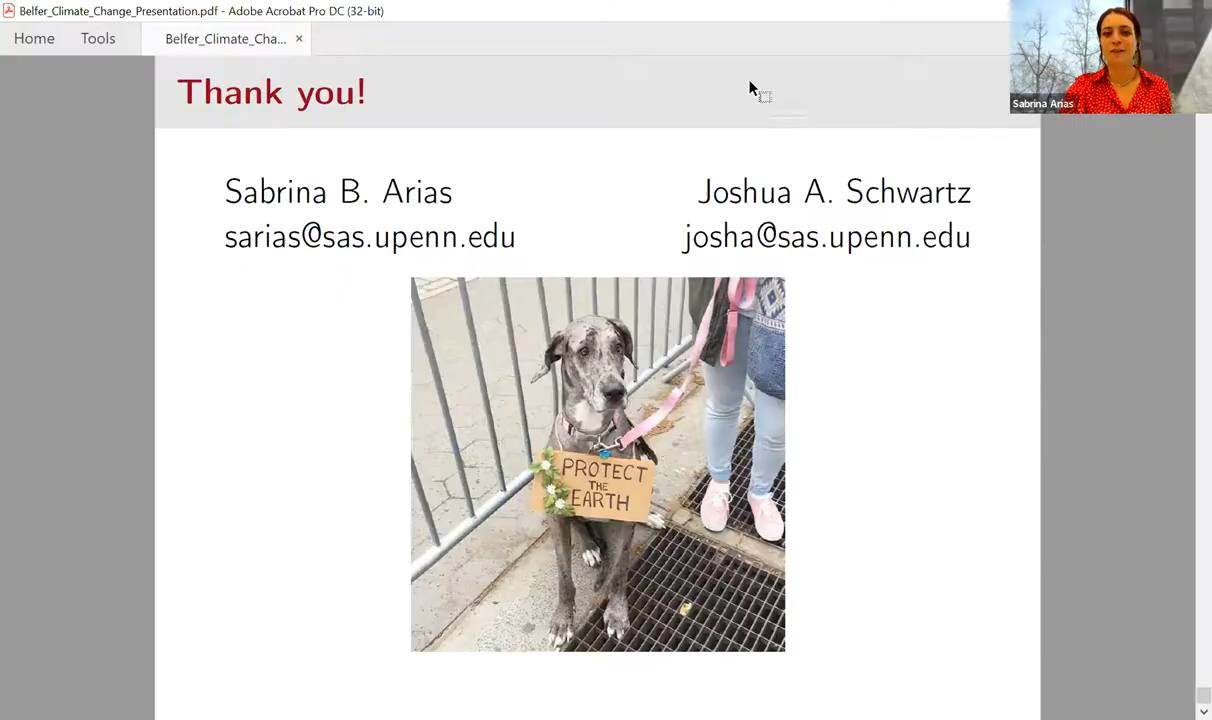 Belfer_Climate_Change_Presentation.pdf - Adobe Acrobat Pro DC (32-bit)
Home Tools Belfer_Climate_Cha... ×
Sabrina Arias
Thank you!
Sabrina B. Arias Joshua A. Schwartz
sarias@sas.upenn.edu josha@sas.upenn.edu
PROTECT
THE
EARTH